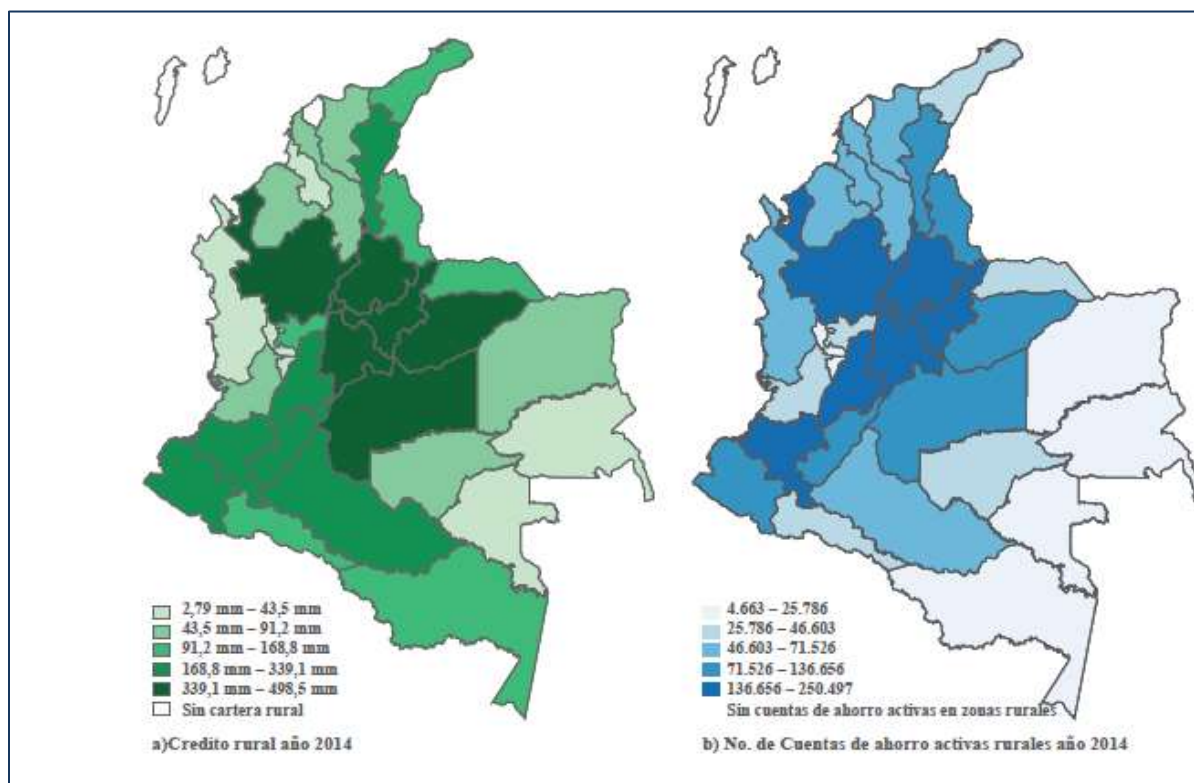 2,79 mm – 43,5 mm
43,5 mm – 91,2 mm
91,2 mm – 168,8 mm
168,8 mm – 339,1 mm
339,1 mm – 498,5 mm
Sin cartera rural
a)Credito rural año 2014
4.663 – 25.786
25.786 – 46.603
46.603 – 71.526
71.526 – 136.656
136.656 – 250.497
Sin cuentas de ahorro activas en zonas rurales
b) No. de Cuentas de ahorro activas rurales año 2014